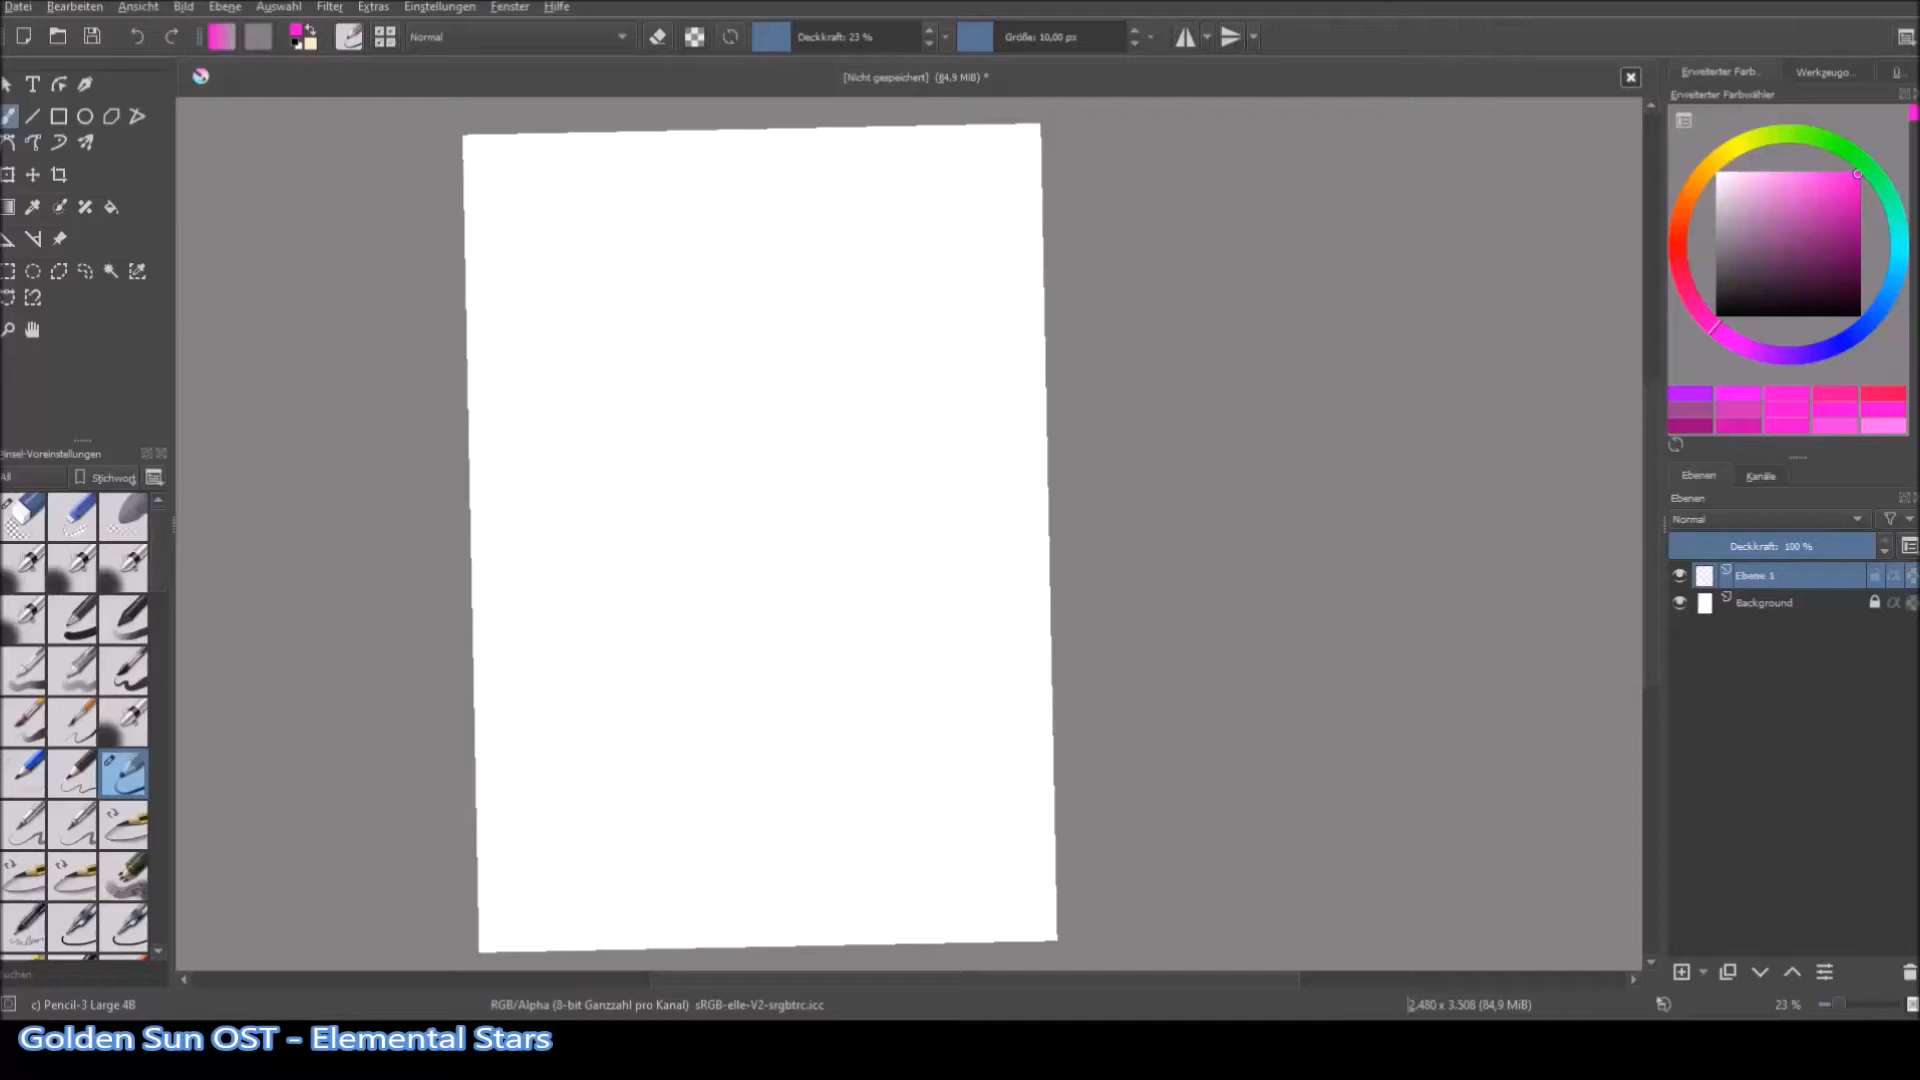 Datei Bearbeiten Ansicht Bild Ebene Auswahl Filter Extras Einstellungen Fenster Hilfe
Normal Deckkraft: 23 % Größe: 10,00 px
[Nicht gespeichert] (84,9 MiB) *
Erweiterter Farb... Werkzeugo... Ü...
Erweiterter Farbwähler
insel-Voreinstellungen
All Stichwort
Ebenen Kanäle
Ebenen
Normal
Deckkraft: 100 %
Ebene 1
Background
uchen
c) Pencil-3 Large 4B RGB/Alpha (8-bit Ganzzahl pro Kanal) sRGB-elle-V2-srgbtrc.icc 2.480 x 3.508 (84,9 MiB) 23 %
Golden Sun OST - Elemental Stars